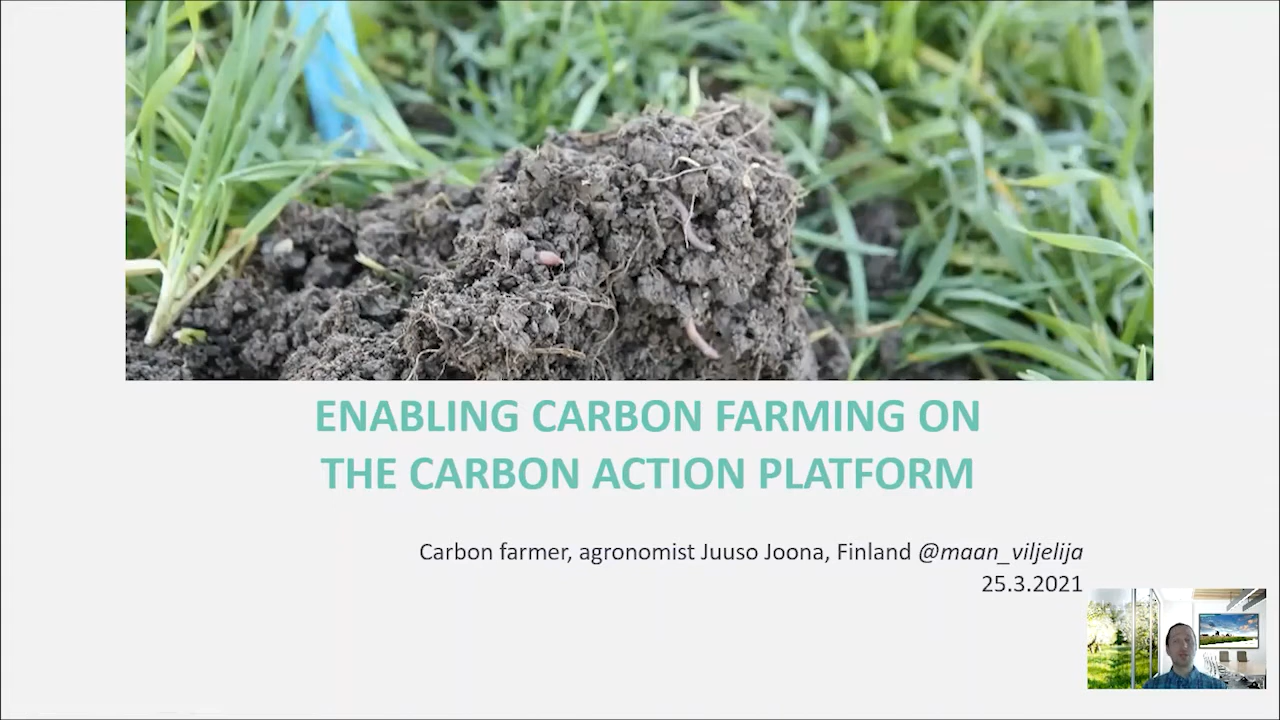 ENABLING CARBON FARMING ON
THE CARBON ACTION PLATFORM
Carbon farmer, agronomist Juuso Joona, Finland @maan_viljelija
25.3.2021